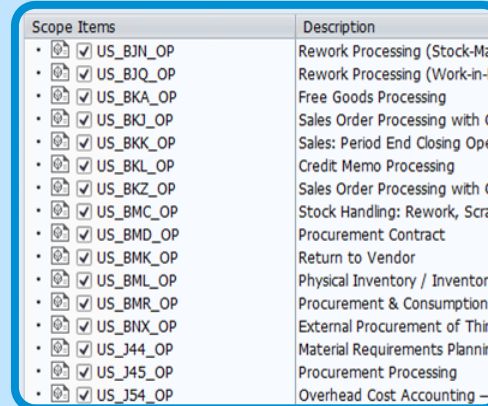 Scope Items Description
US_BJN_OP Rework Processing (Stock-Ma
US_BJQ_OP Rework Processing (Work-in-
US_BKA_OP Free Goods Processing
US_BKJ_OP Sales Order Processing with
US_BKK_OP Sales: Period End Closing Ope
US_BKL_OP Credit Memo Processing
US_BKZ_OP Sales Order Processing with
US_BMC_OP Stock Handling: Rework, Scra
US_BMD_OP Procurement Contract
US_BMK_OP Return to Vendor
US_BML_OP Physical Inventory / Inventor
US_BMR_OP Procurement & Consumption
US_BNX_OP External Procurement of Thi
US_J44_OP Material Requirements Planni
US_J45_OP Procurement Processing
US_J54_OP Overhead Cost Accounting –